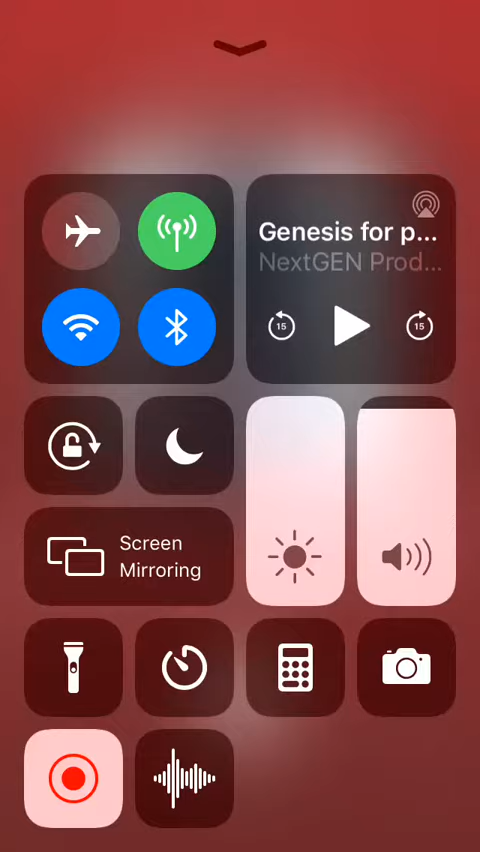 Genesis for p...
NextGEN Prod...
15
15
Screen
Mirroring